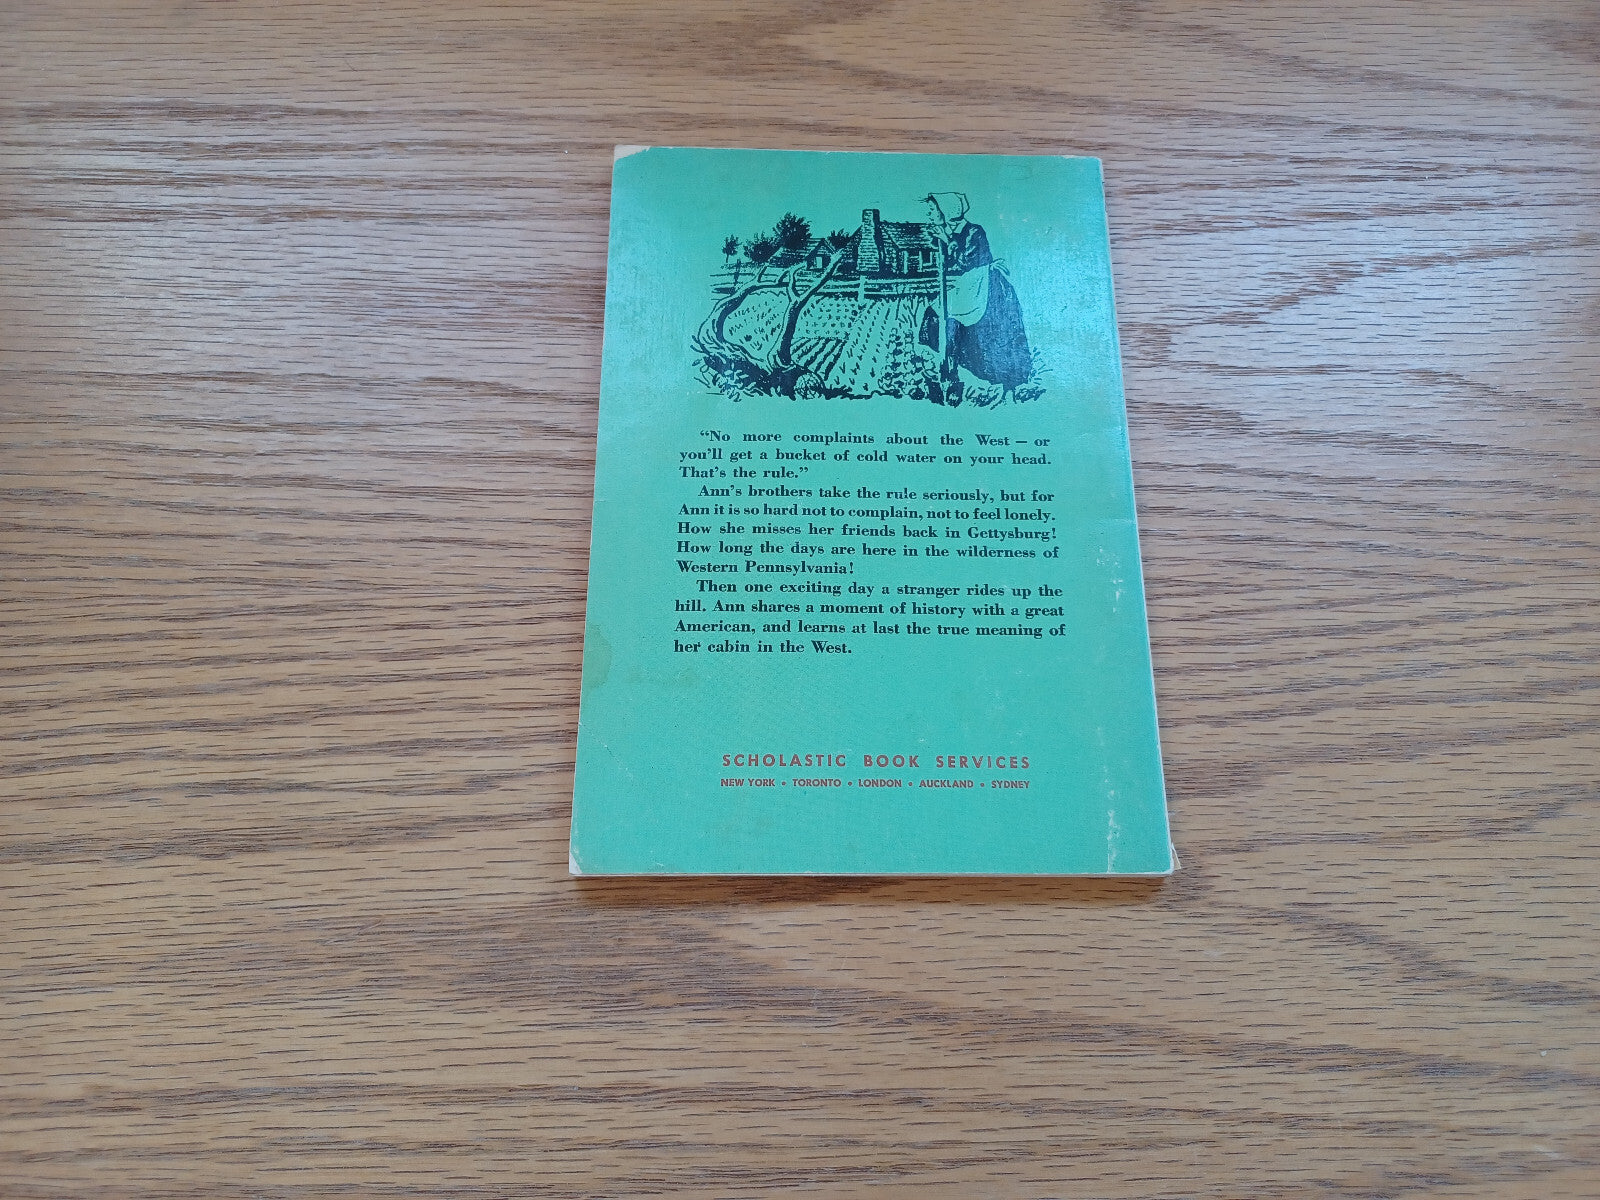 “No more complaints about the West — or
you’ll get a bucket of cold water on your head.
That’s the rule.”
Ann’s brothers take the rule seriously, but for
Ann it is so hard not to complain, not to feel lonely.
How she misses her friends back in Gettysburg!
How long the days are here in the wilderness of
Western Pennsylvania!
Then one exciting day a stranger rides up the
hill. Ann shares a moment of history with a great
American, and learns at last the true meaning of
her cabin in the West.
SCHOLASTIC BOOK SERVICES
NEW YORK • TORONTO • LONDON • AUCKLAND • SYDNEY